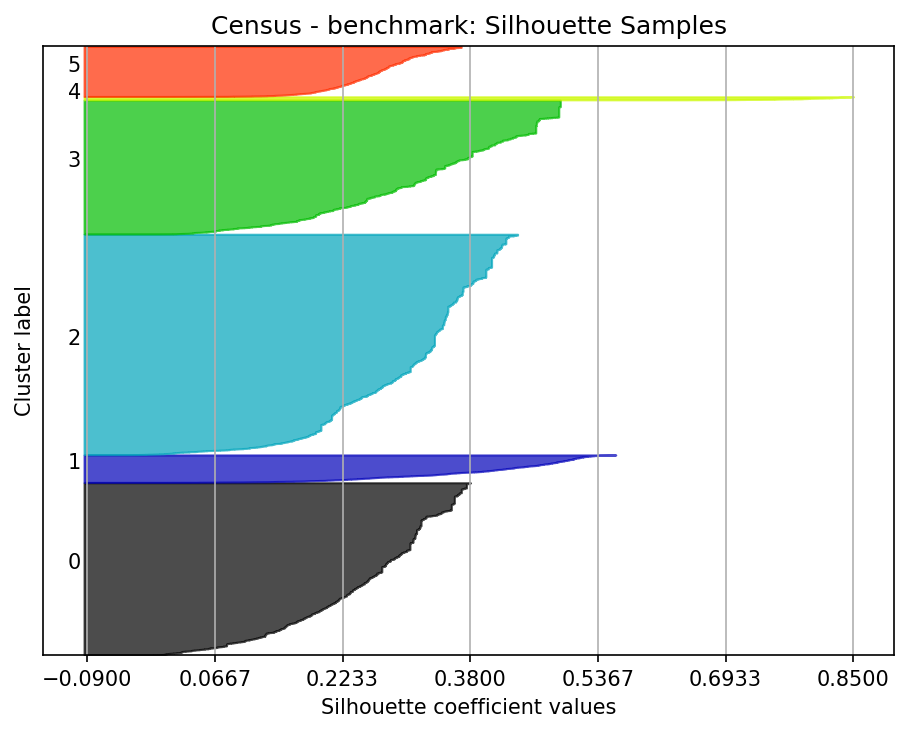 Census - benchmark: Silhouette Samples
5
4
3
2
1
0
Cluster label
−0.0900 0.0667 0.2233 0.3800 0.5367 0.6933 0.8500
Silhouette coefficient values